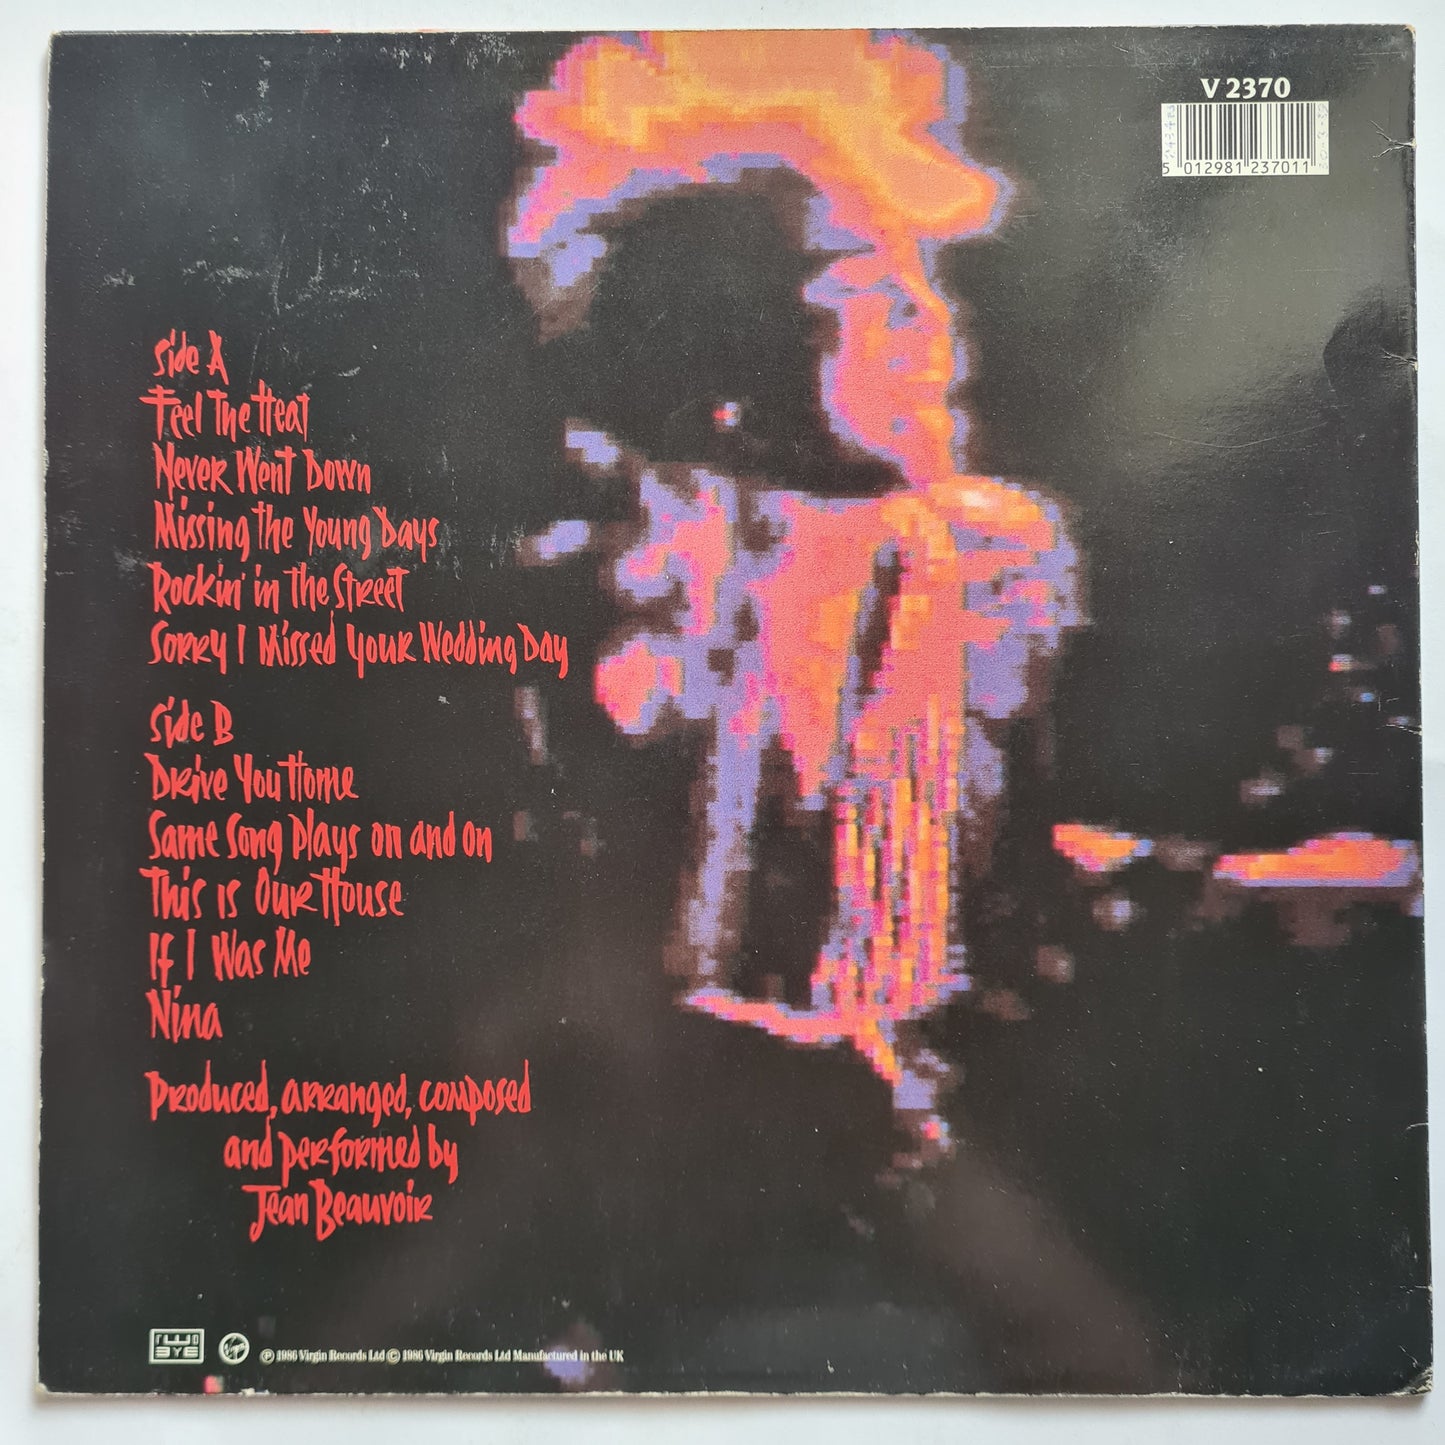 V 2370
5 012981 237011
Side A
Feel The Heat
Never Went Down
Missing the Young Days
Rockin' in the Street
Sorry I Missed Your Wedding Day
Side B
Drive You Home
Same Song Plays on and on
This is Our House
If I Was Me
Nina
Produced, arranged, composed
and performed by
Jean Beauvoir
Virgin
℗ 1986 Virgin Records Ltd © 1986 Virgin Records Ltd Manufactured in the UK